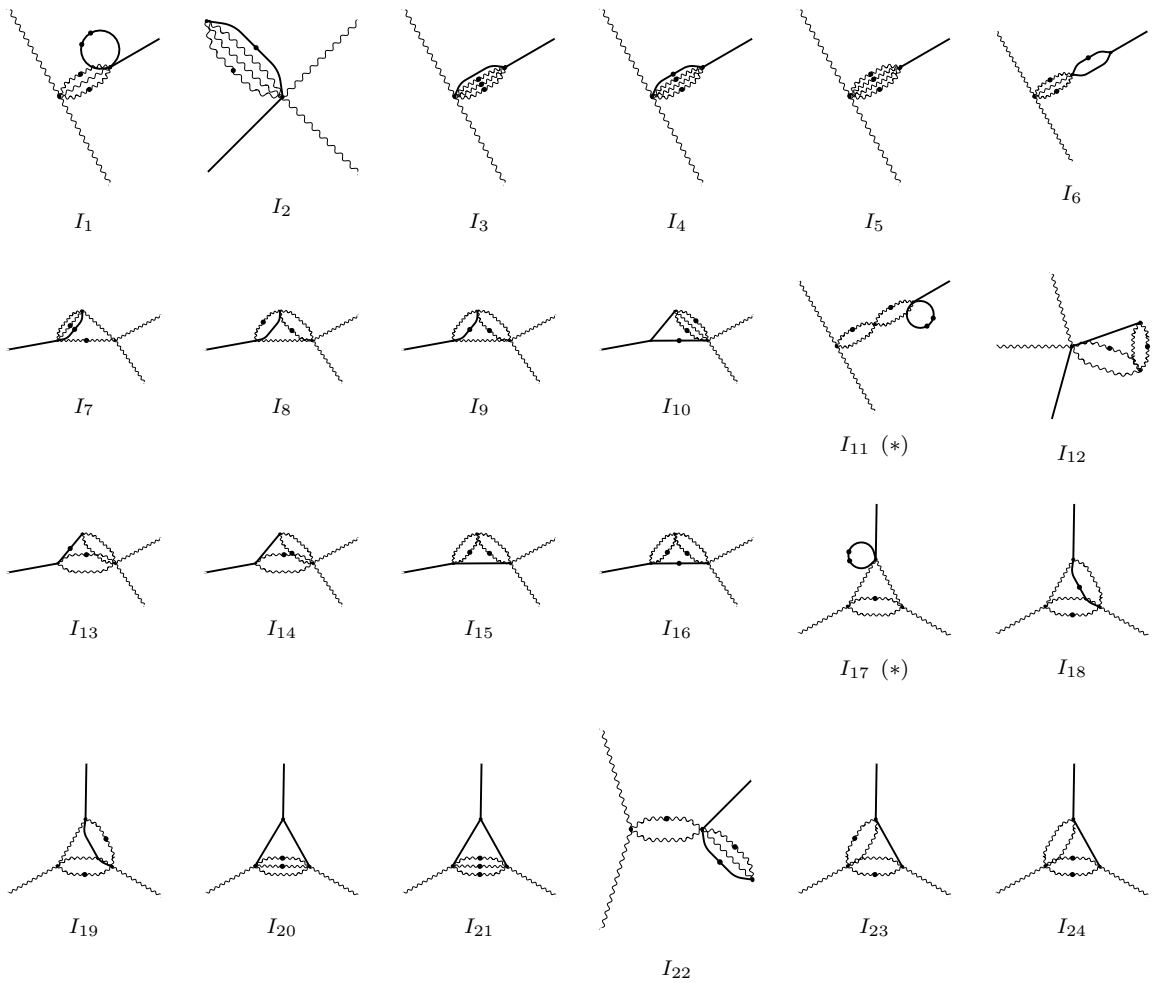 I₁ I₂ I₃ I₄ I₅ I₆
I₇ I₈ I₉ I₁₀ I₁₁ (∗) I₁₂
I₁₃ I₁₄ I₁₅ I₁₆ I₁₇ (∗) I₁₈
I₁₉ I₂₀ I₂₁ I₂₂ I₂₃ I₂₄